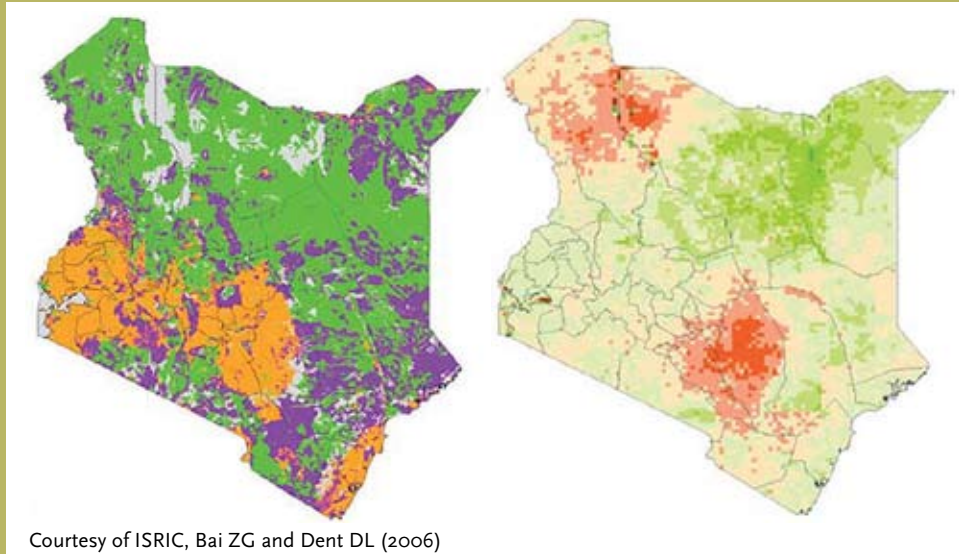 Courtesy of ISRIC, Bai ZG and Dent DL (2006)